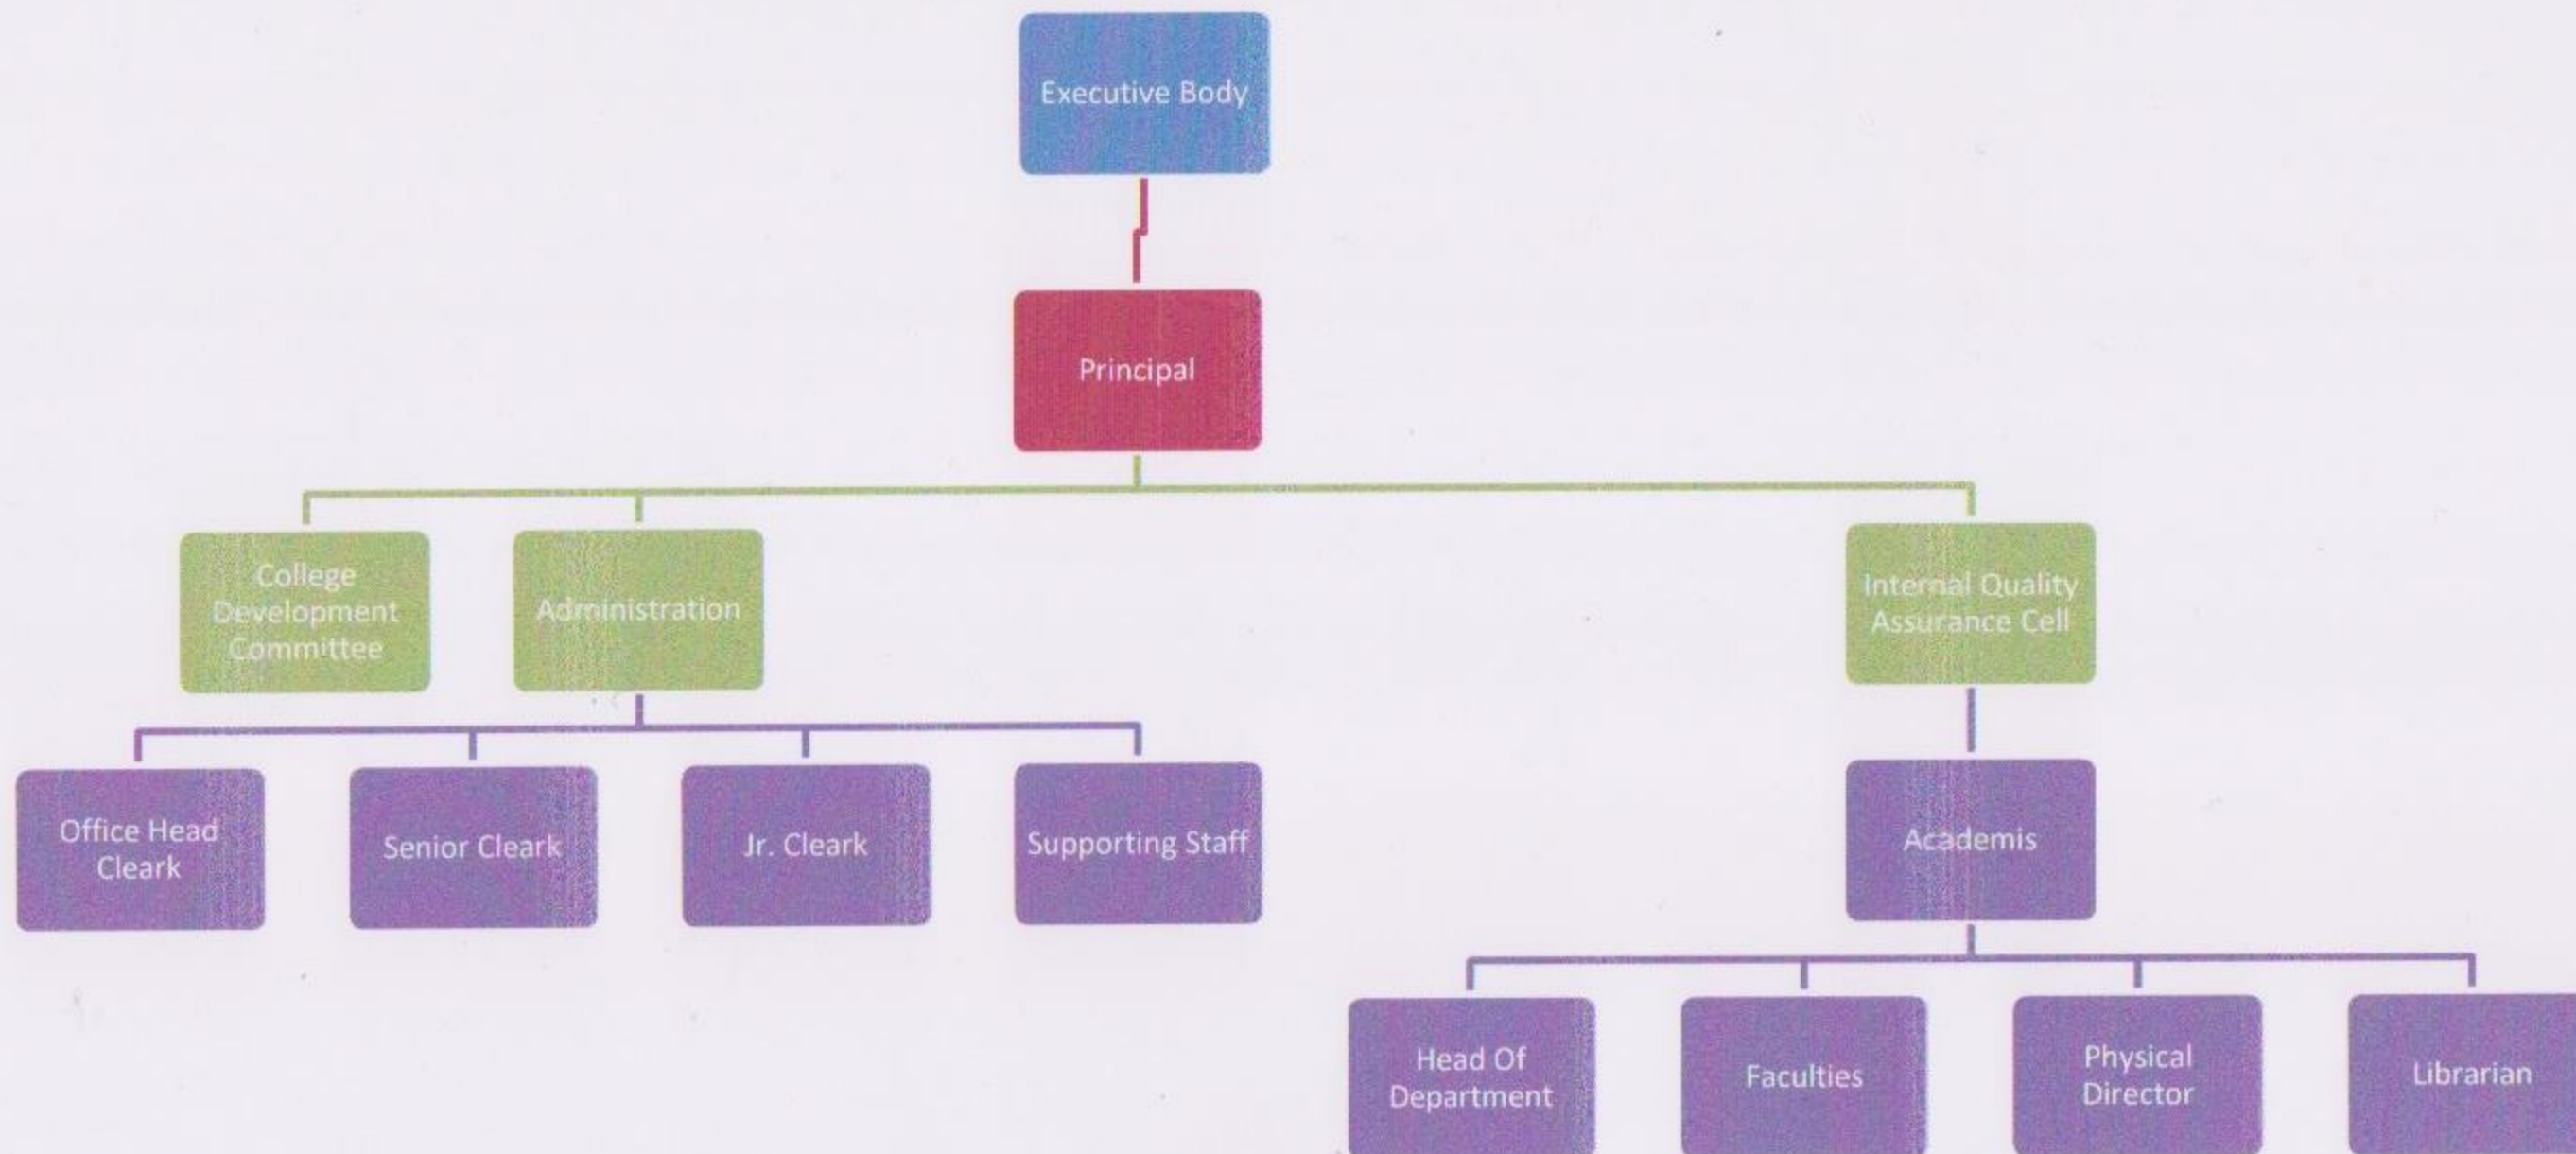 Executive Body
Principal
College
Development
Committee
Administration
Internal Quality
Assurance Cell
Office Head
Cleark
Senior Cleark
Jr. Cleark
Supporting Staff
Academis
Head Of
Department
Faculties
Physical
Director
Librarian